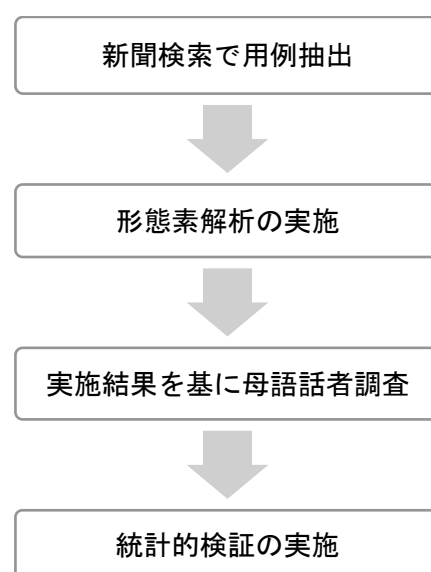 新聞検索で用例抽出
形態素解析の実施
実施結果を基に母語話者調査
統計的検証の実施